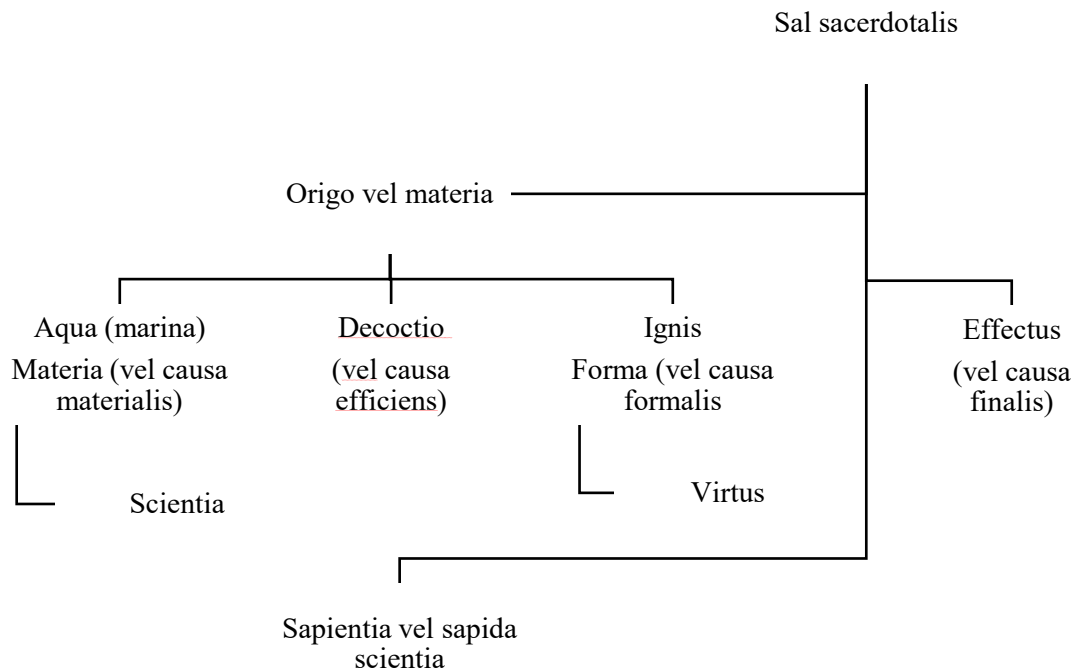 Sal sacerdotalis
Origo vel materia
Aqua (marina)
Materia (vel causa
materialis)
Decoctio
(vel causa
efficiens)
Ignis
Forma (vel causa
formalis
Effectus
(vel causa
finalis)
Scientia
Virtus
Sapientia vel sapida
scientia